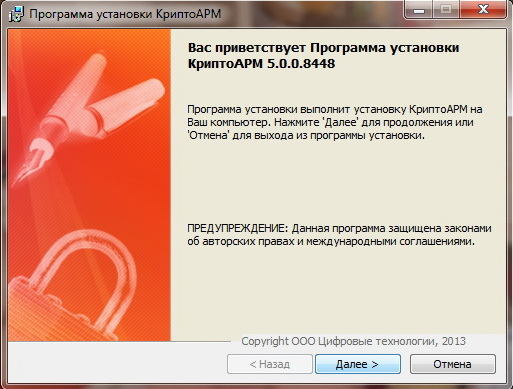 Программа установки КриптоАРМ
Вас приветствует Программа установки
КриптоАРМ 5.0.0.8448
Программа установки выполнит установку КриптоАРМ на
Ваш компьютер. Нажмите 'Далее' для продолжения или
'Отмена' для выхода из программы установки.
ПРЕДУПРЕЖДЕНИЕ: Данная программа защищена законами
об авторских правах и международными соглашениями.
Copyright ООО Цифровые технологии, 2013
< Назад
Далее >
Отмена